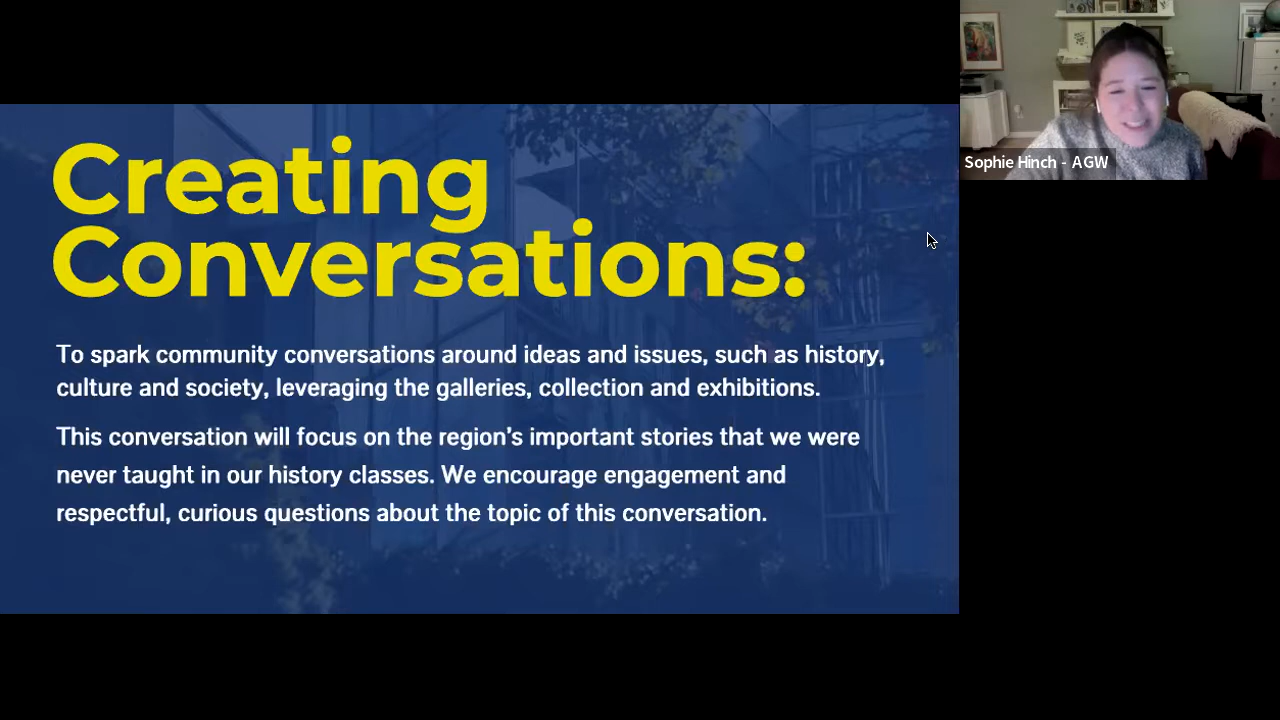 Creating
Conversations:
To spark community conversations around ideas and issues, such as history,
culture and society, leveraging the galleries, collection and exhibitions.
This conversation will focus on the region's important stories that we were
never taught in our history classes. We encourage engagement and
respectful, curious questions about the topic of this conversation.
Sophie Hinch - AGW